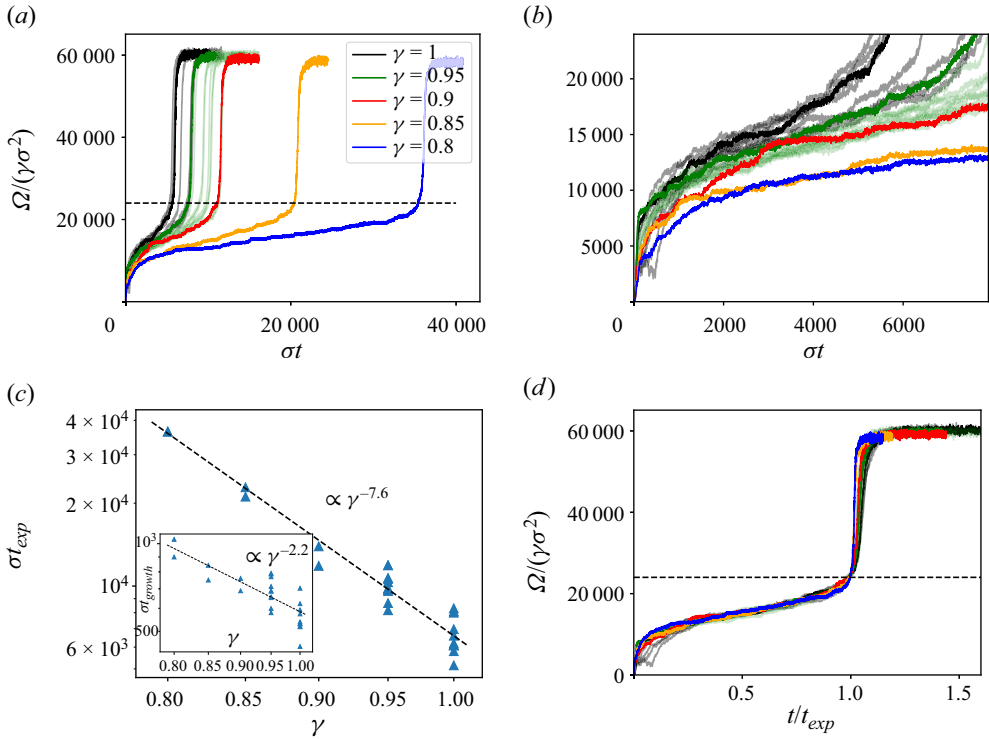 (a)
60 000
40 000
20 000
Ω/(γσ²)
0
20 000
40 000
σt
γ = 1
γ = 0.95
γ = 0.9
γ = 0.85
γ = 0.8
(b)
20 000
15 000
10 000
5000
Ω/(γσ²)
0
2000
4000
6000
σt
(c)
4 × 10⁴
3 × 10⁴
2 × 10⁴
10⁴
6 × 10³
σt_exp
∝ γ⁻⁷·⁶
10³
500
σt_growth
∝ γ⁻²·²
γ
0.80 0.85 0.90 0.95 1.00
0.80
0.85
0.90
0.95
1.00
γ
(d)
60 000
40 000
20 000
0
Ω/(γσ²)
0.5
1.0
1.5
t/t_exp